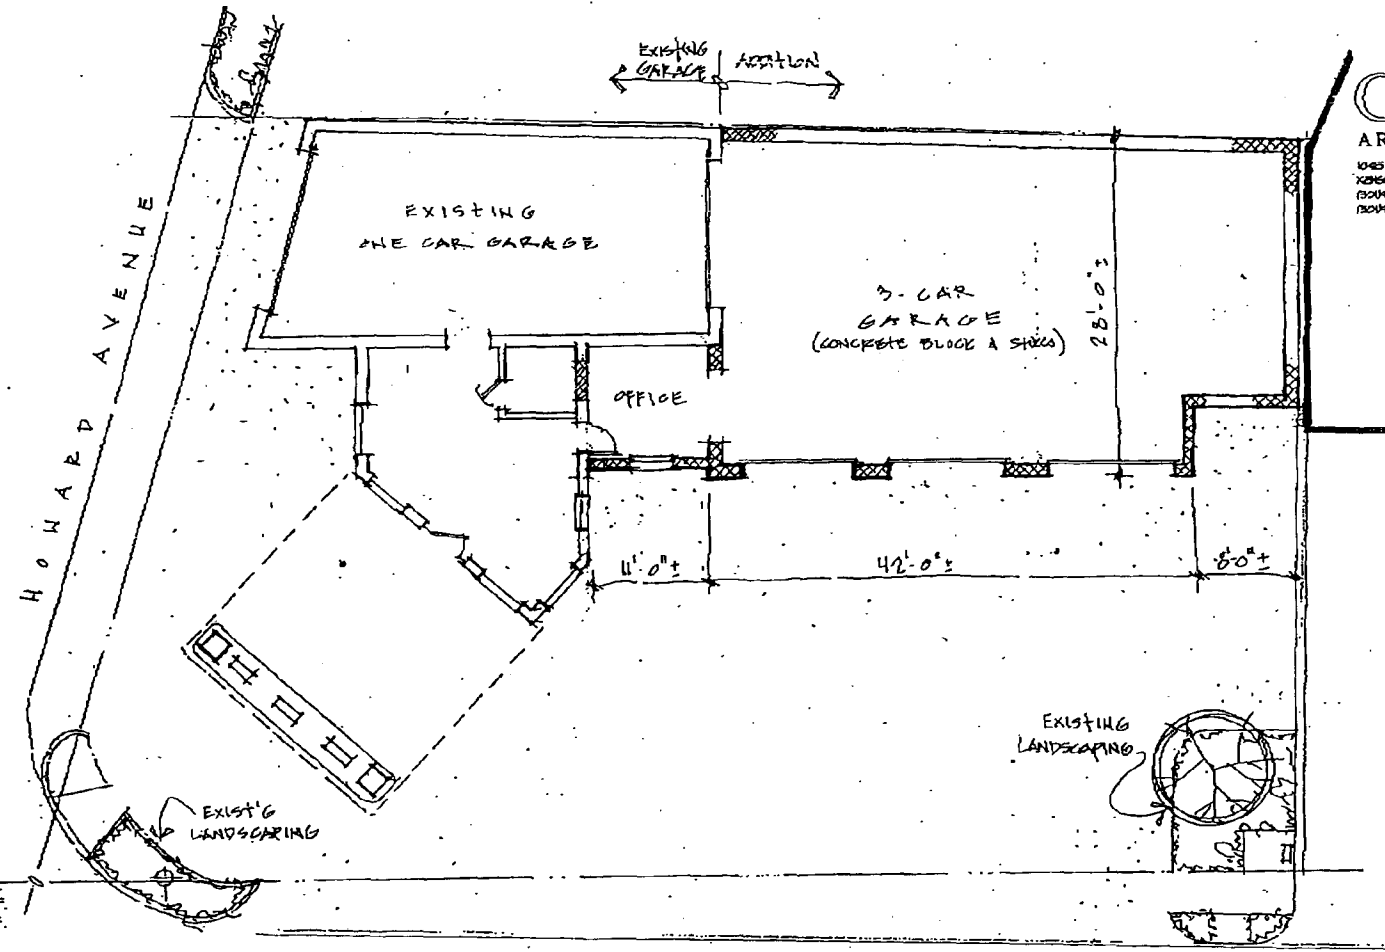 EXISTING
GARAGE
ADDITION
AR
EXISTING
ONE CAR GARAGE
HOWARD AVENUE
3-CAR
GARAGE
(CONCRETE BLOCK & STUCCO)
28'-0" ±
OFFICE
11'-0" ±
42'-0" ±
8'-0" ±
EXISTING
LANDSCAPING
EXIST'G
LANDSCAPING